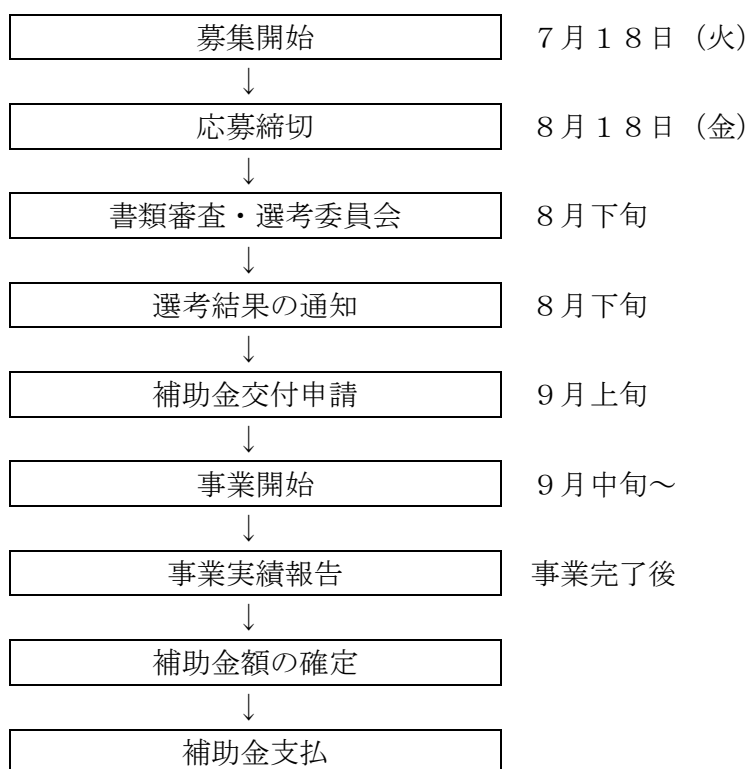 募集開始 7月18日（火）
↓
応募締切 8月18日（金）
↓
書類審査・選考委員会 8月下旬
↓
選考結果の通知 8月下旬
↓
補助金交付申請 9月上旬
↓
事業開始 9月中旬～
↓
事業実績報告 事業完了後
↓
補助金額の確定
↓
補助金支払